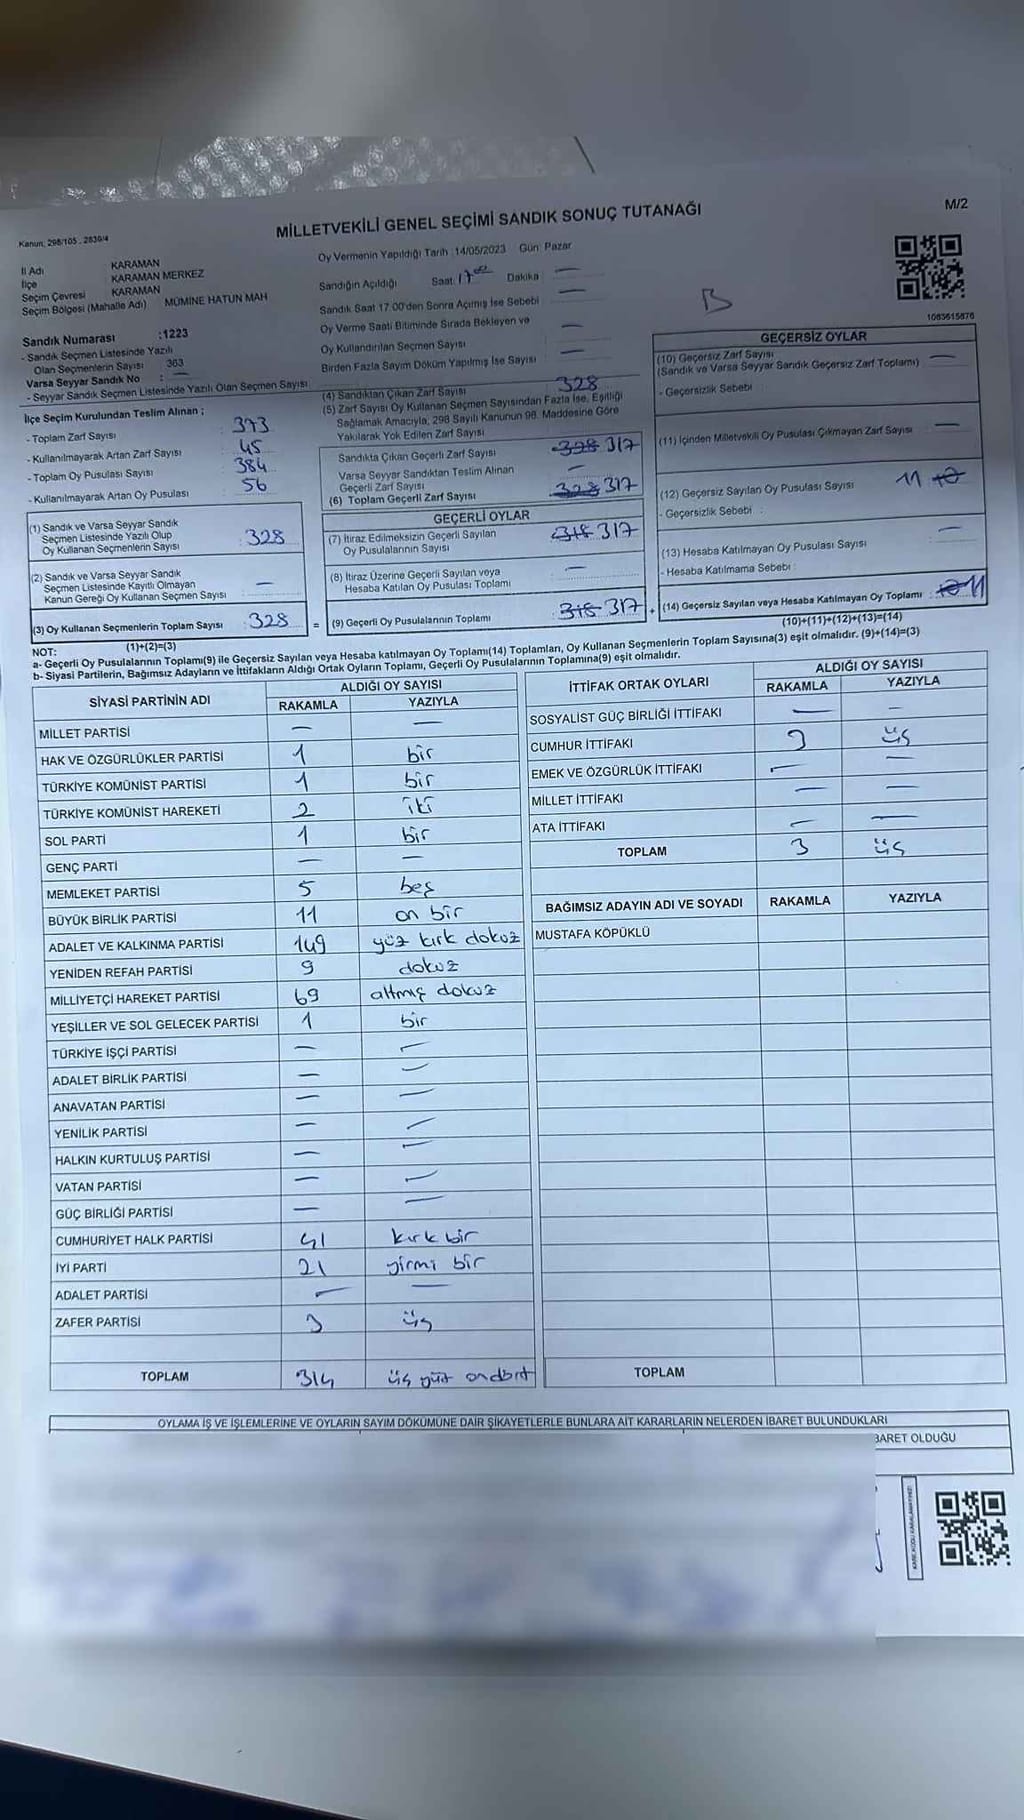 M/2
MİLLETVEKİLİ GENEL SEÇİMİ SANDIK SONUÇ TUTANAĞI
Kanun, 298/105 , 2839/4
İl Adı KARAMAN
İlçe KARAMAN MERKEZ
Seçim Çevresi KARAMAN
Seçim Bölgesi (Mahalle Adı) MÜMİNE HATUN MAH
Sandık Numarası :1223
- Sandık Seçmen Listesinde Yazılı
Olan Seçmenlerin Sayısı 363
Varsa Seyyar Sandık No : —
- Seyyar Sandık Seçmen Listesinde Yazılı Olan Seçmen Sayısı
İlçe Seçim Kurulundan Teslim Alınan ;
- Toplam Zarf Sayısı 373
- Kullanılmayarak Artan Zarf Sayısı 45
- Toplam Oy Pusulası Sayısı 384
- Kullanılmayarak Artan Oy Pusulası 56
(1) Sandık ve Varsa Seyyar Sandık
Seçmen Listesinde Yazılı Olup
Oy Kullanan Seçmenlerin Sayısı 328
(2) Sandık ve Varsa Seyyar Sandık
Seçmen Listesinde Kayıtlı Olmayan
Kanun Gereği Oy Kullanan Seçmen Sayısı —
(3) Oy Kullanan Seçmenlerin Toplam Sayısı 328 =
(1)+(2)=(3)
Oy Vermenin Yapıldığı Tarih :14/05/2023 Gün: Pazar
Sandığın Açıldığı Saat: 17 00 Dakika —
Sandık Saat 17.00'den Sonra Açımış İse Sebebi —
Oy Verme Saati Bitiminde Sırada Bekleyen ve
Oy Kullandırılan Seçmen Sayısı —
Birden Fazla Sayım Döküm Yapılmış İse Sayısı —
(4) Sandıktan Çıkan Zarf Sayısı 328
(5) Zarf Sayısı Oy Kullanan Seçmen Sayısından Fazla İse, Eşitliği
Sağlamak Amacıyla, 298 Sayılı Kanunun 98. Maddesine Göre
Yakılarak Yok Edilen Zarf Sayısı
Sandıkta Çıkan Geçerli Zarf Sayısı 328 317
Varsa Seyyar Sandıktan Teslim Alınan
Geçerli Zarf Sayısı —
(6) Toplam Geçerli Zarf Sayısı 328 317
GEÇERLİ OYLAR
(7) İtiraz Edilmeksizin Geçerli Sayılan
Oy Pusulalarının Sayısı 318 317
(8) İtiraz Üzerine Geçerli Sayılan veya
Hesaba Katılan Oy Pusulası Toplamı —
(9) Geçerli Oy Pusulalarının Toplamı 318 317 +
B
1083615876
GEÇERSİZ OYLAR
(10) Geçersiz Zarf Sayısı —
(Sandık ve Varsa Seyyar Sandık Geçersiz Zarf Toplamı)
- Geçersizlik Sebebi :
(11) İçinden Milletvekili Oy Pusulası Çıkmayan Zarf Sayısı —
(12) Geçersiz Sayılan Oy Pusulası Sayısı 11 10
- Geçersizlik Sebebi :
(13) Hesaba Katılmayan Oy Pusulası Sayısı —
- Hesaba Katılmama Sebebi :
(14) Geçersiz Sayılan veya Hesaba Katılmayan Oy Toplamı : 10 11
(10)+(11)+(12)+(13)=(14)
NOT:
a- Geçerli Oy Pusulalarının Toplamı(9) ile Geçersiz Sayılan veya Hesaba katılmayan Oy Toplamı(14) Toplamları, Oy Kullanan Seçmenlerin Toplam Sayısına(3) eşit olmalıdır. (9)+(14)=(3)
b- Siyasi Partilerin, Bağımsız Adayların ve İttifakların Aldığı Ortak Oyların Toplamı, Geçerli Oy Pusulalarının Toplamına(9) eşit olmalıdır.
SİYASİ PARTİNİN ADI ALDIĞI OY SAYISI
RAKAMLA YAZIYLA
MİLLET PARTİSİ — —
HAK VE ÖZGÜRLÜKLER PARTİSİ 1 bir
TÜRKİYE KOMÜNİST PARTİSİ 1 bir
TÜRKİYE KOMÜNİST HAREKETİ 2 iki
SOL PARTİ 1 bir
GENÇ PARTİ — —
MEMLEKET PARTİSİ 5 beş
BÜYÜK BİRLİK PARTİSİ 11 on bir
ADALET VE KALKINMA PARTİSİ 149 yüz kırk dokuz
YENİDEN REFAH PARTİSİ 9 dokuz
MİLLİYETÇİ HAREKET PARTİSİ 69 altmış dokuz
YEŞİLLER VE SOL GELECEK PARTİSİ 1 bir
TÜRKİYE İŞÇİ PARTİSİ — —
ADALET BİRLİK PARTİSİ — —
ANAVATAN PARTİSİ — —
YENİLİK PARTİSİ — —
HALKIN KURTULUŞ PARTİSİ — —
VATAN PARTİSİ — —
GÜÇ BİRLİĞİ PARTİSİ — —
CUMHURİYET HALK PARTİSİ 41 kırk bir
İYİ PARTİ 21 yirmi bir
ADALET PARTİSİ — —
ZAFER PARTİSİ 3 üç
TOPLAM 314 üç yüz ondört
İTTİFAK ORTAK OYLARI ALDIĞI OY SAYISI
RAKAMLA YAZIYLA
SOSYALİST GÜÇ BİRLİĞİ İTTİFAKI — —
CUMHUR İTTİFAKI 3 üç
EMEK VE ÖZGÜRLÜK İTTİFAKI — —
MİLLET İTTİFAKI — —
ATA İTTİFAKI — —
TOPLAM 3 üç
BAĞIMSIZ ADAYIN ADI VE SOYADI RAKAMLA YAZIYLA
MUSTAFA KÖPÜKLÜ
TOPLAM
OYLAMA İŞ VE İŞLEMLERİNE VE OYLARIN SAYIM DÖKÜMÜNE DAİR ŞİKAYETLERLE BUNLARA AİT KARARLARIN NELERDEN İBARET BULUNDUKLARI
BARET OLDUĞU